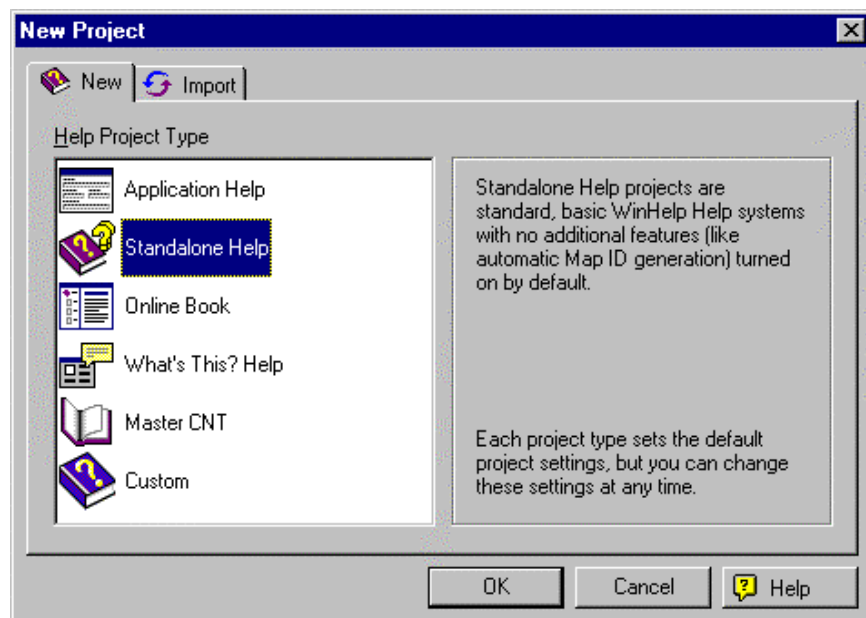 New Project
New
Import
Help Project Type
Application Help
Standalone Help
Online Book
What's This? Help
Master CNT
Custom
Standalone Help projects are
standard, basic WinHelp Help systems
with no additional features (like
automatic Map ID generation) turned
on by default.
Each project type sets the default
project settings, but you can change
these settings at any time.
OK
Cancel
Help